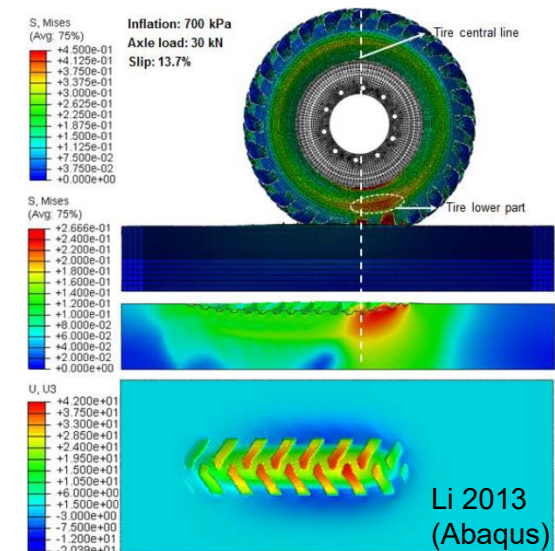 S, Mises
(Avg: 75%)
+4.500e-01
+4.125e-01
+3.750e-01
+3.375e-01
+3.000e-01
+2.625e-01
+2.250e-01
+1.875e-01
+1.500e-01
+1.125e-01
+7.500e-02
+3.750e-02
+0.000e+00
Inflation: 700 kPa
Axle load: 30 kN
Slip: 13.7%
Tire central line
Tire lower part
S, Mises
(Avg: 75%)
+2.666e-01
+2.400e-01
+2.200e-01
+2.000e-01
+1.800e-01
+1.600e-01
+1.400e-01
+1.200e-01
+1.000e-01
+8.000e-02
+6.000e-02
+4.000e-02
+2.000e-02
+0.000e+00
U, U3
+4.200e+01
+3.750e+01
+3.300e+01
+2.850e+01
+2.400e+01
+1.950e+01
+1.500e+01
+1.050e+01
+6.000e+00
+1.500e+00
-3.000e+00
-7.500e+00
-1.200e+01
-2.039e+01
Li 2013
(Abaqus)